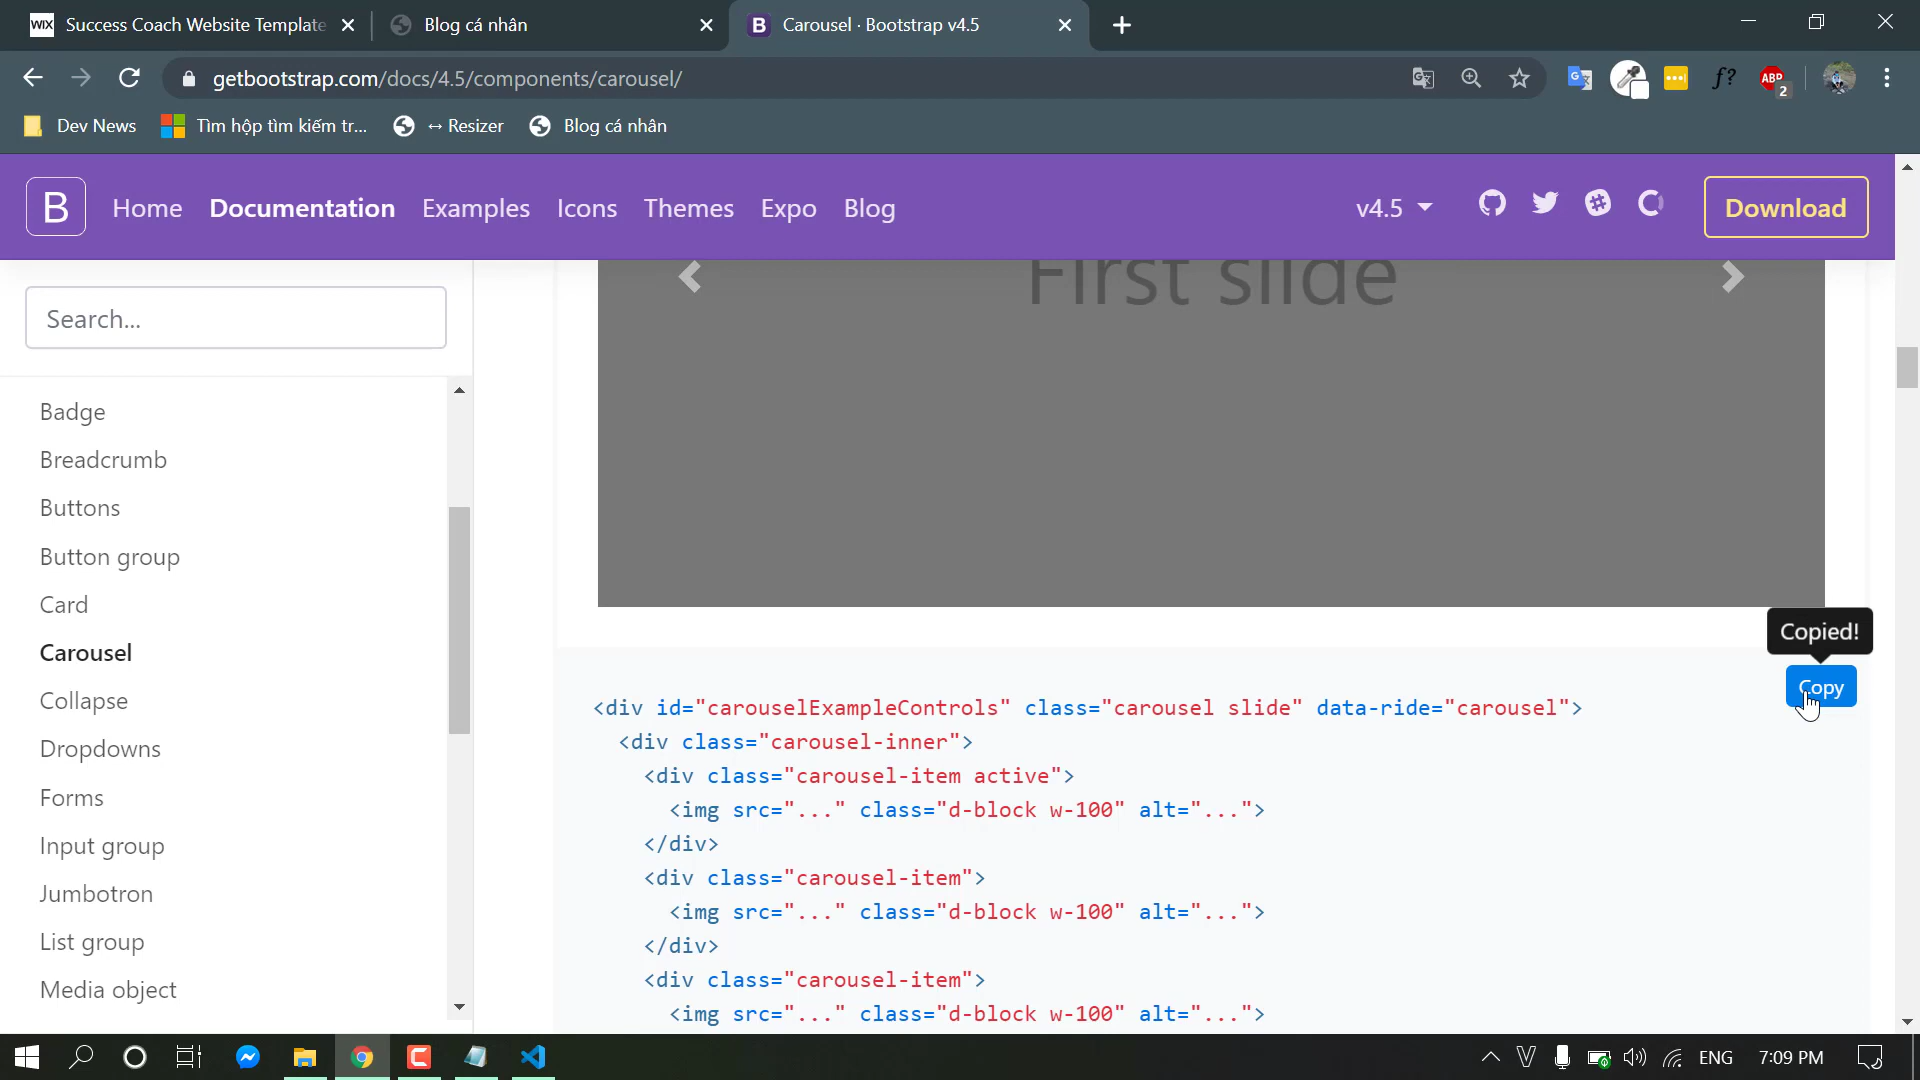 WIX Success Coach Website Template
Blog cá nhân
B Carousel · Bootstrap v4.5
getbootstrap.com/docs/4.5/components/carousel/
f?
ABP
2
Dev News
Tìm hộp tìm kiếm tr...
↔ Resizer
Blog cá nhân
B
Home
Documentation
Examples
Icons
Themes
Expo
Blog
v4.5
Download
Search...
First slide
Badge
Breadcrumb
Buttons
Button group
Card
Carousel
Collapse
Dropdowns
Forms
Input group
Jumbotron
List group
Media object
Copied!
Copy
<div id="carouselExampleControls" class="carousel slide" data-ride="carousel">
<div class="carousel-inner">
<div class="carousel-item active">
<img src="..." class="d-block w-100" alt="...">
</div>
<div class="carousel-item">
<img src="..." class="d-block w-100" alt="...">
</div>
<div class="carousel-item">
<img src="..." class="d-block w-100" alt="...">
V
ENG
7:09 PM